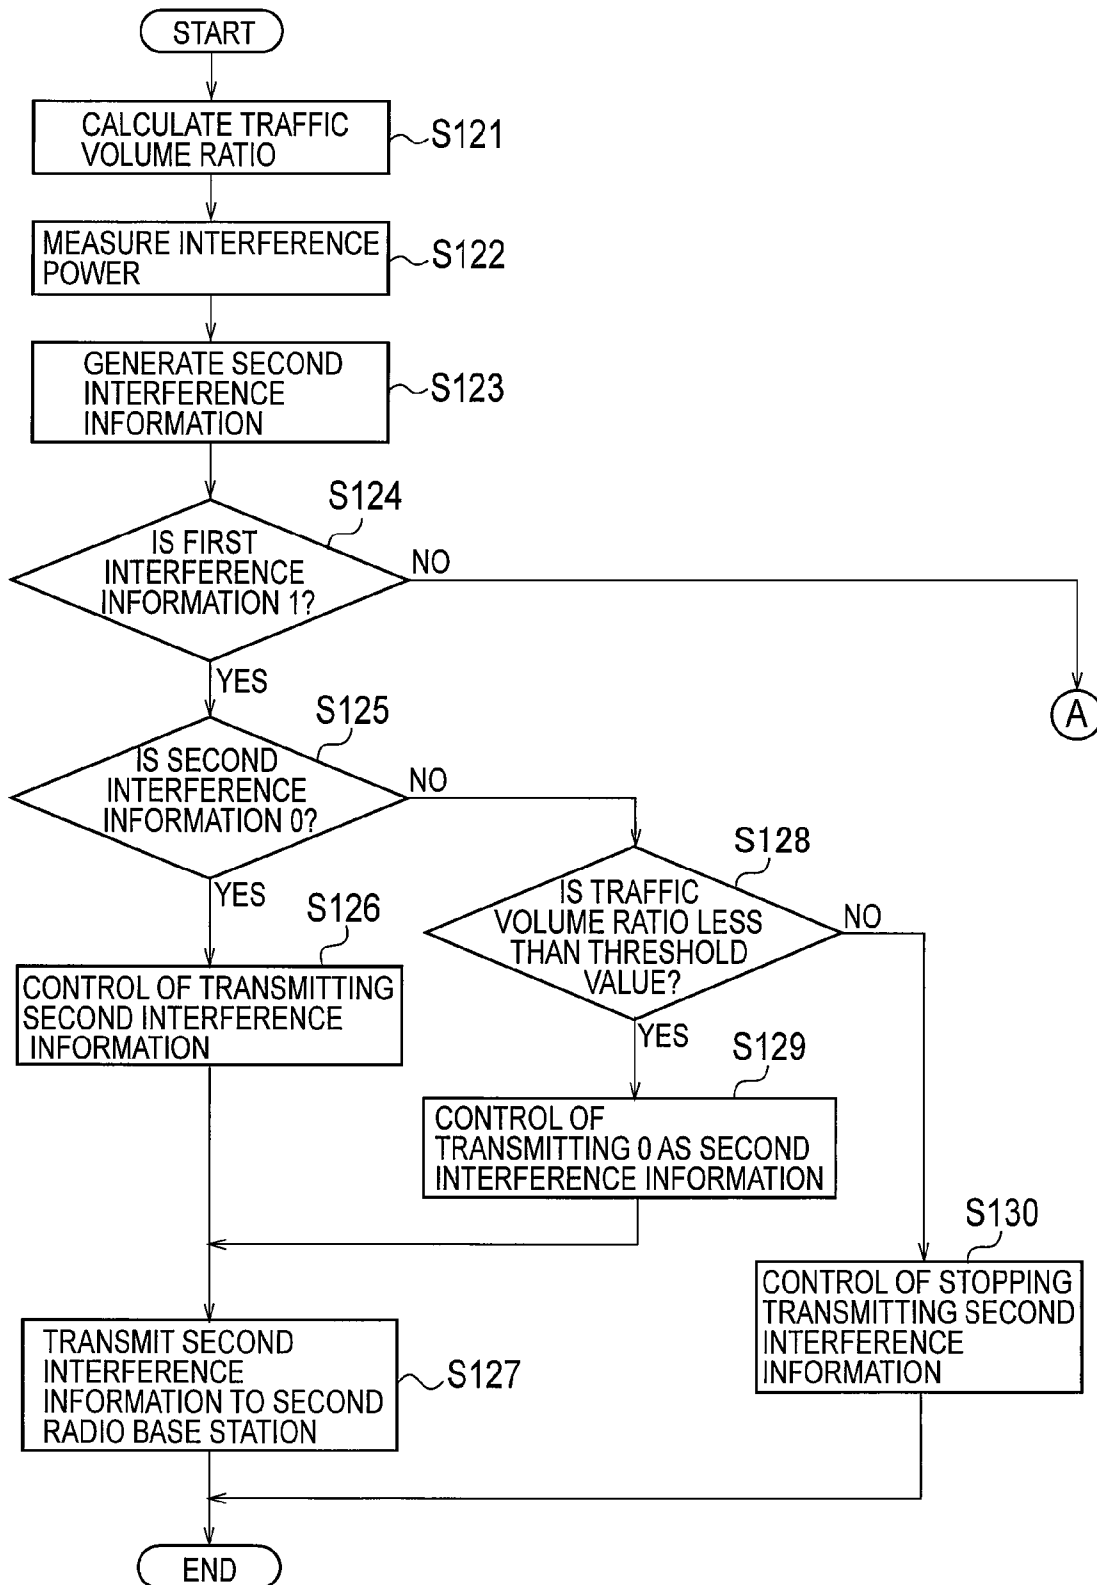 START
CALCULATE TRAFFIC
VOLUME RATIO
S121
MEASURE INTERFERENCE
POWER
S122
GENERATE SECOND
INTERFERENCE
INFORMATION
S123
S124
IS FIRST
INTERFERENCE
INFORMATION 1?
NO
YES
A
S125
IS SECOND
INTERFERENCE
INFORMATION 0?
NO
YES
S128
IS TRAFFIC
VOLUME RATIO LESS
THAN THRESHOLD
VALUE?
NO
YES
S126
CONTROL OF TRANSMITTING
SECOND INTERFERENCE
INFORMATION
S129
CONTROL OF
TRANSMITTING 0 AS SECOND
INTERFERENCE INFORMATION
S130
CONTROL OF STOPPING
TRANSMITTING SECOND
INTERFERENCE
INFORMATION
TRANSMIT SECOND
INTERFERENCE
INFORMATION TO SECOND
RADIO BASE STATION
S127
END